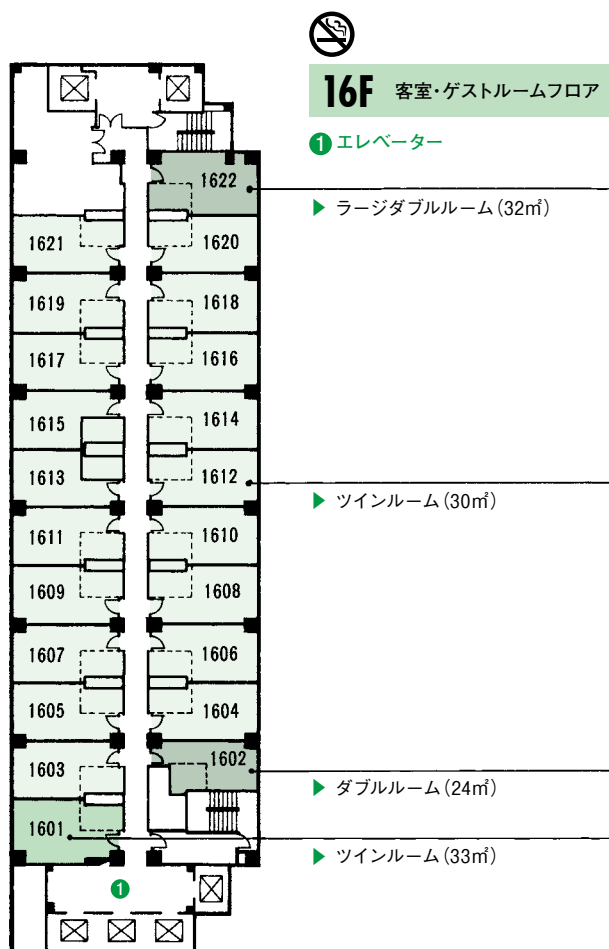 16F 客室・ゲストルームフロア
1 エレベーター
1622
▶ ラージダブルルーム(32㎡)
1621 1620
1619 1618
1617 1616
1615 1614
1613 1612
▶ ツインルーム(30㎡)
1611 1610
1609 1608
1607 1606
1605 1604
1603 1602
▶ ダブルルーム(24㎡)
1601
▶ ツインルーム(33㎡)
1